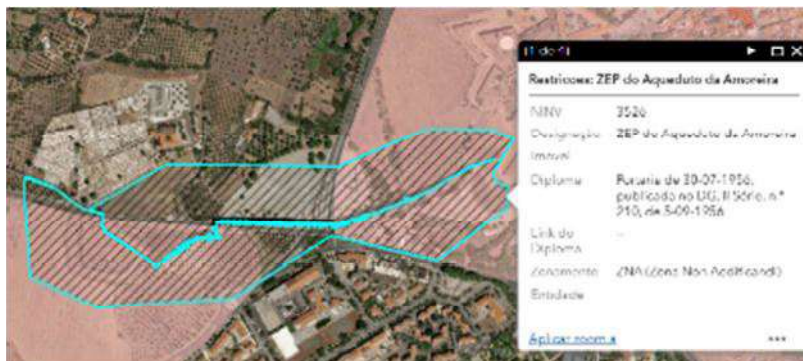 (1 de 4)
Restricoes: ZEP do Aqueduto da Amoreira
NINV 3526
Designação ZEP do Aqueduto da Amoreira
Imovel
Diploma Portaria de 30-07-1956,
publicada no DG, II Série, n.º
210, de 5-09-1956
Link do --
Diploma
Zonamento ZNA (Zona Non Aedificandi)
Entidade
Aplicar zoom a